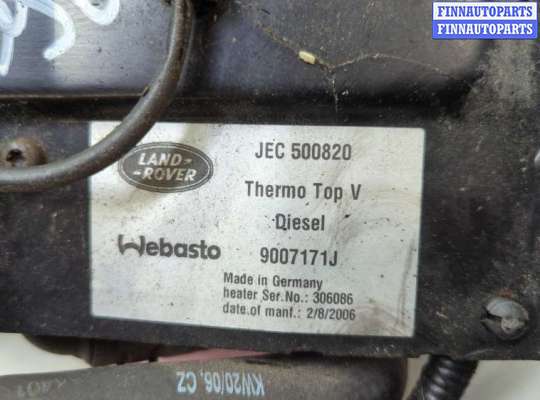 FINNAUTOPARTS
FINNAUTOPARTS
LAND-
-ROVER
JEC 500820
Thermo Top V
Diesel
Webasto
9007171J
Made in Germany
heater Ser.No.: 306086
date.of manf.: 2/8/2006
KW20/06, CZ